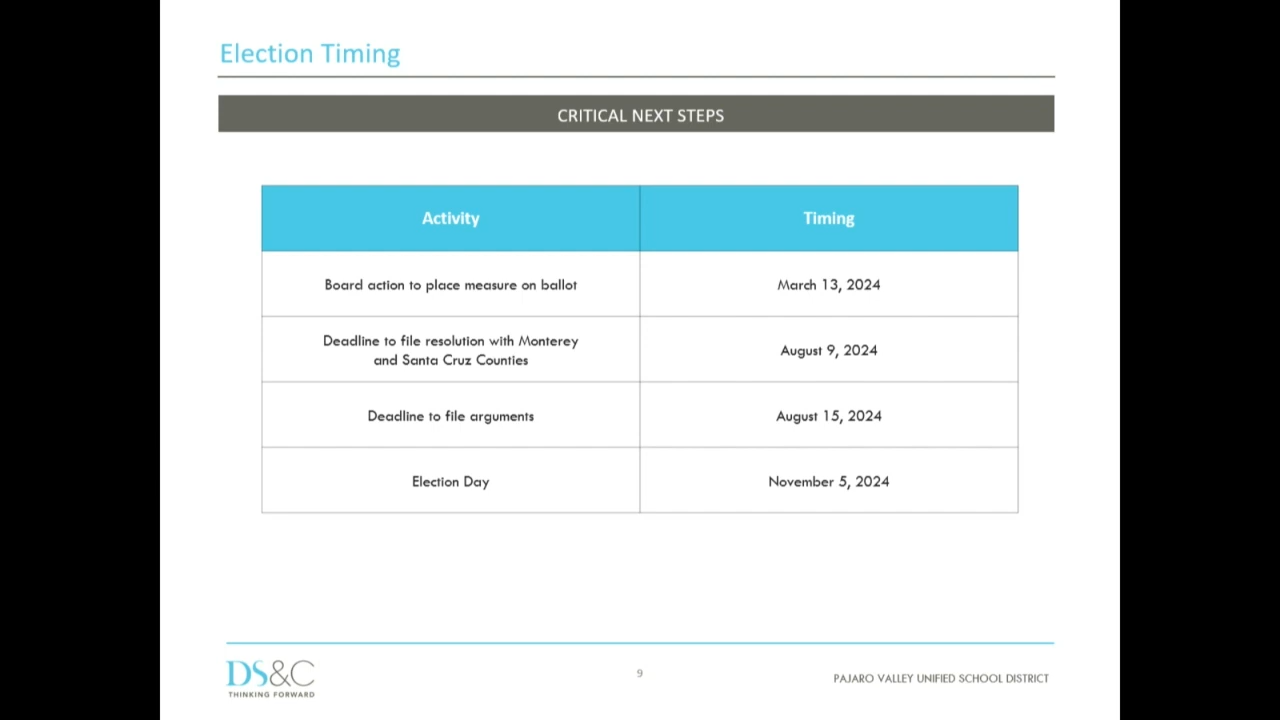 Election Timing
CRITICAL NEXT STEPS
Activity
Timing
Board action to place measure on ballot
March 13, 2024
Deadline to file resolution with Monterey
and Santa Cruz Counties
August 9, 2024
Deadline to file arguments
August 15, 2024
Election Day
November 5, 2024
DS&C
THINKING FORWARD
9
PAJARO VALLEY UNIFIED SCHOOL DISTRICT